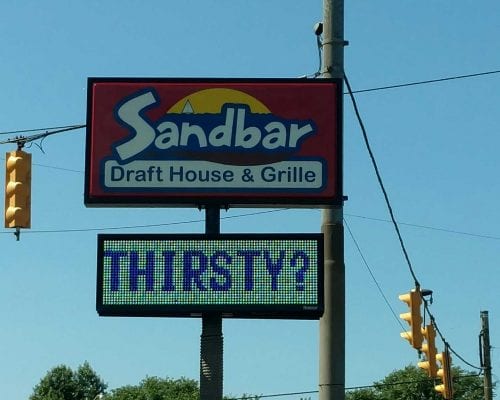 Sandbar
Draft House & Grille
THIRSTY?